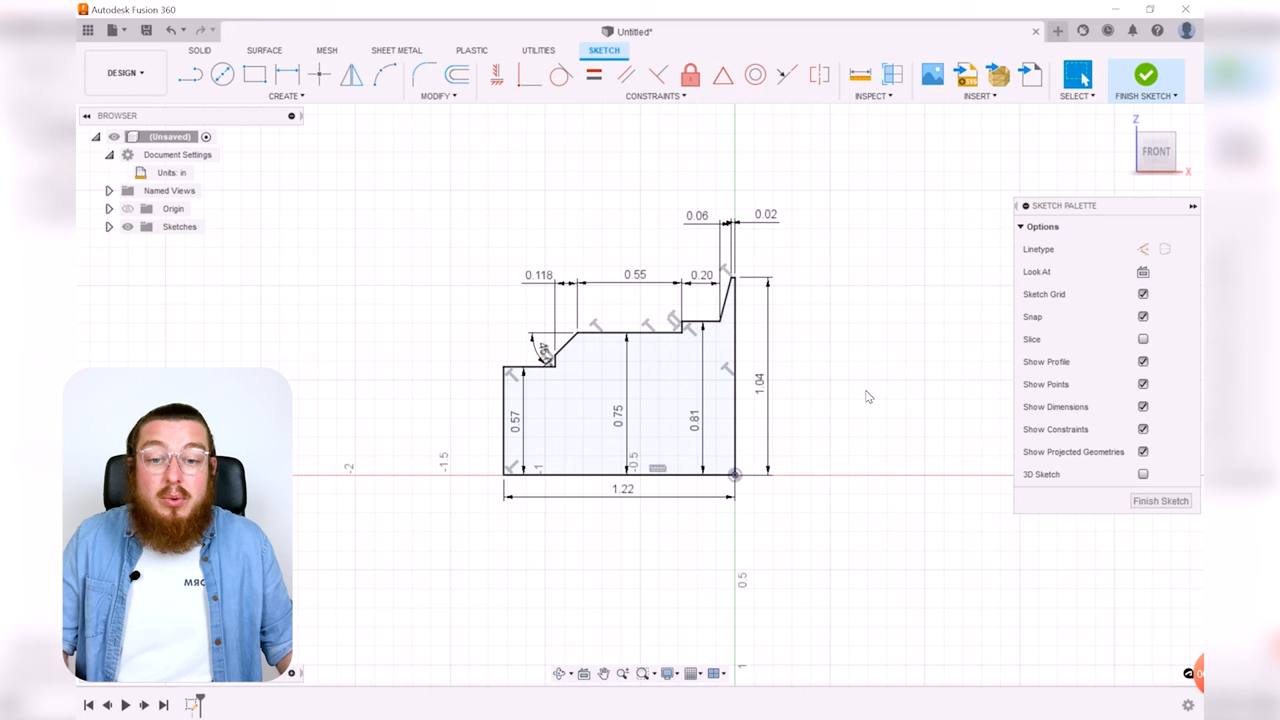 Autodesk Fusion 360
Untitled*
SOLID SURFACE MESH SHEET METAL PLASTIC UTILITIES SKETCH
DESIGN
CREATE MODIFY CONSTRAINTS INSPECT INSERT SELECT FINISH SKETCH
BROWSER
(Unsaved)
Document Settings
Units: in
Named Views
Origin
Sketches
Z
FRONT
X
SKETCH PALETTE
Options
Linetype
Look At
Sketch Grid
Snap
Slice
Show Profile
Show Points
Show Dimensions
Show Constraints
Show Projected Geometries
3D Sketch
Finish Sketch
0.06 0.02
0.118 0.55 0.20
0.57 0.75 0.81 1.04
-2 -1.5 -1 -0.5
1.22
0.5
1
МЯС